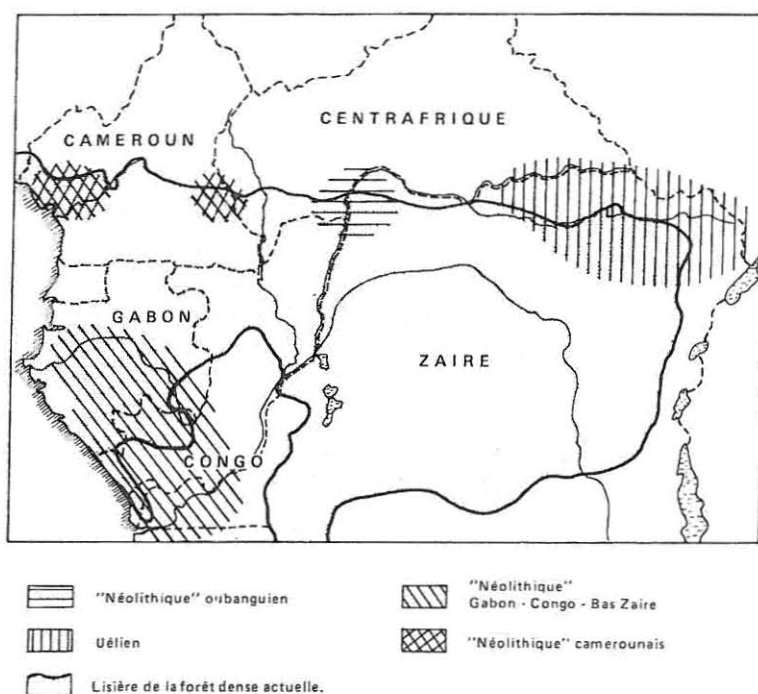 CENTRAFRIQUE
CAMEROUN
GABON
ZAIRE
CONGO
"Néolithique" oubanguien
"Néolithique"
Gabon - Congo - Bas Zaire
Uélien
"Néolithique" camerounais
Lisière de la forêt dense actuelle.